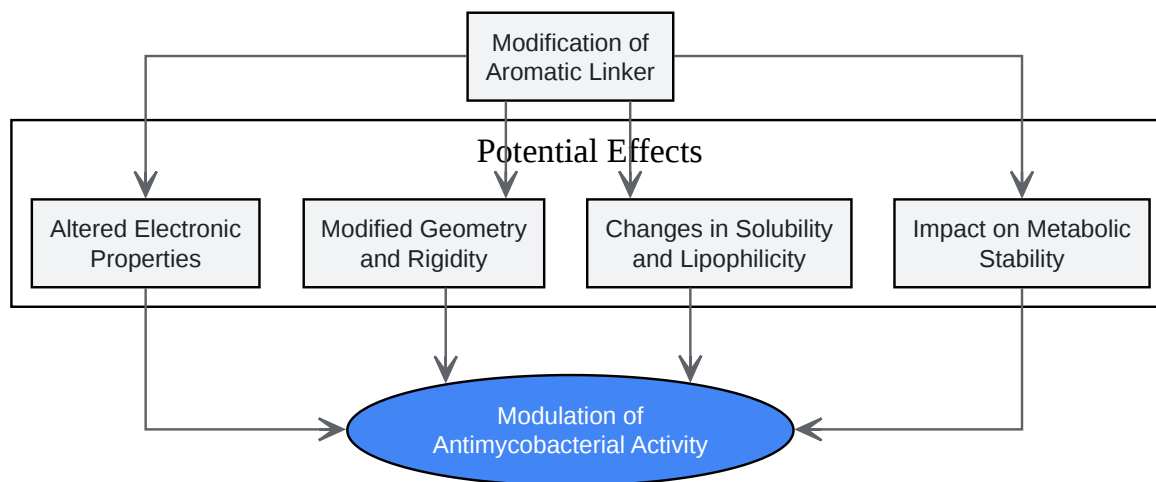 Modification of
Aromatic Linker
Potential Effects
Altered Electronic
Properties
Modified Geometry
and Rigidity
Changes in Solubility
and Lipophilicity
Impact on Metabolic
Stability
Modulation of
Antimycobacterial Activity